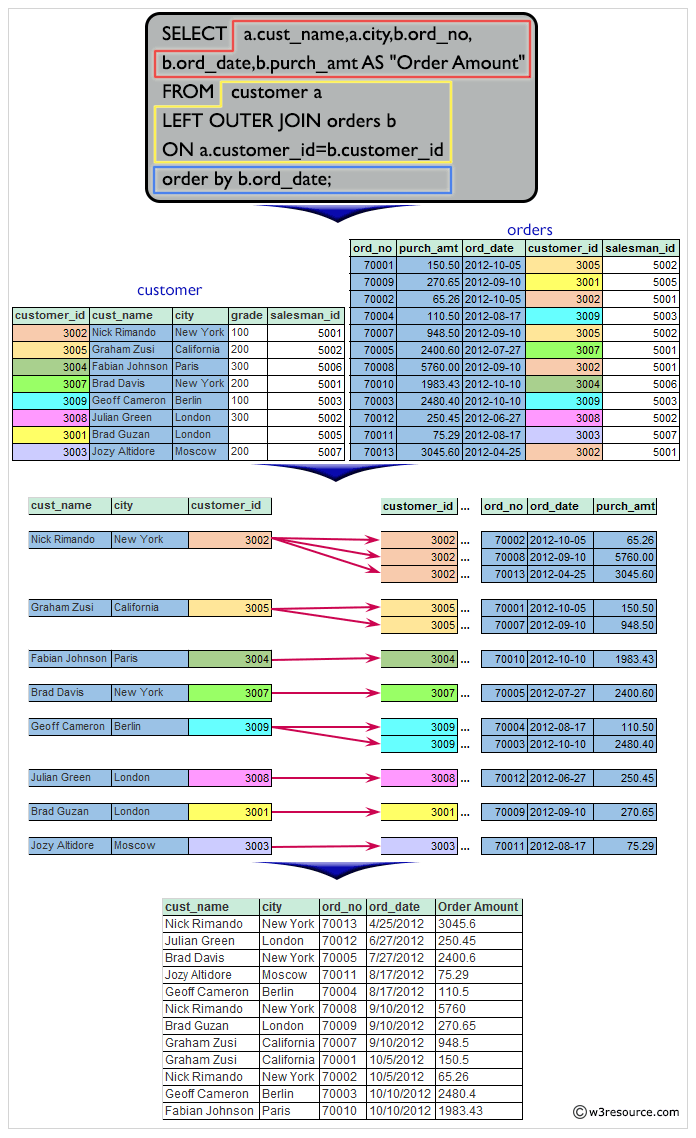 SELECT a.cust_name,a.city,b.ord_no,
b.ord_date,b.purch_amt AS "Order Amount"
FROM customer a
LEFT OUTER JOIN orders b
ON a.customer_id=b.customer_id
order by b.ord_date;
orders
ord_no purch_amt ord_date customer_id salesman_id
70001 150.50 2012-10-05 3005 5002
70009 270.65 2012-09-10 3001 5005
70002 65.26 2012-10-05 3002 5001
70004 110.50 2012-08-17 3009 5003
70007 948.50 2012-09-10 3005 5002
70005 2400.60 2012-07-27 3007 5001
70008 5760.00 2012-09-10 3002 5001
70010 1983.43 2012-10-10 3004 5006
70003 2480.40 2012-10-10 3009 5003
70012 250.45 2012-06-27 3008 5002
70011 75.29 2012-08-17 3003 5007
70013 3045.60 2012-04-25 3002 5001
customer
customer_id cust_name city grade salesman_id
3002 Nick Rimando New York 100 5001
3005 Graham Zusi California 200 5002
3004 Fabian Johnson Paris 300 5006
3007 Brad Davis New York 200 5001
3009 Geoff Cameron Berlin 100 5003
3008 Julian Green London 300 5002
3001 Brad Guzan London 5005
3003 Jozy Altidore Moscow 200 5007
cust_name city customer_id customer_id ... ord_no ord_date purch_amt
Nick Rimando New York 3002 3002 ... 70002 2012-10-05 65.26
3002 ... 70008 2012-09-10 5760.00
3002 ... 70013 2012-04-25 3045.60
Graham Zusi California 3005 3005 ... 70001 2012-10-05 150.50
3005 ... 70007 2012-09-10 948.50
Fabian Johnson Paris 3004 3004 ... 70010 2012-10-10 1983.43
Brad Davis New York 3007 3007 ... 70005 2012-07-27 2400.60
Geoff Cameron Berlin 3009 3009 ... 70004 2012-08-17 110.50
3009 ... 70003 2012-10-10 2480.40
Julian Green London 3008 3008 ... 70012 2012-06-27 250.45
Brad Guzan London 3001 3001 ... 70009 2012-09-10 270.65
Jozy Altidore Moscow 3003 3003 ... 70011 2012-08-17 75.29
cust_name city ord_no ord_date Order Amount
Nick Rimando New York 70013 4/25/2012 3045.6
Julian Green London 70012 6/27/2012 250.45
Brad Davis New York 70005 7/27/2012 2400.6
Jozy Altidore Moscow 70011 8/17/2012 75.29
Geoff Cameron Berlin 70004 8/17/2012 110.5
Nick Rimando New York 70008 9/10/2012 5760
Brad Guzan London 70009 9/10/2012 270.65
Graham Zusi California 70007 9/10/2012 948.5
Graham Zusi California 70001 10/5/2012 150.5
Nick Rimando New York 70002 10/5/2012 65.26
Geoff Cameron Berlin 70003 10/10/2012 2480.4
Fabian Johnson Paris 70010 10/10/2012 1983.43
© w3resource.com